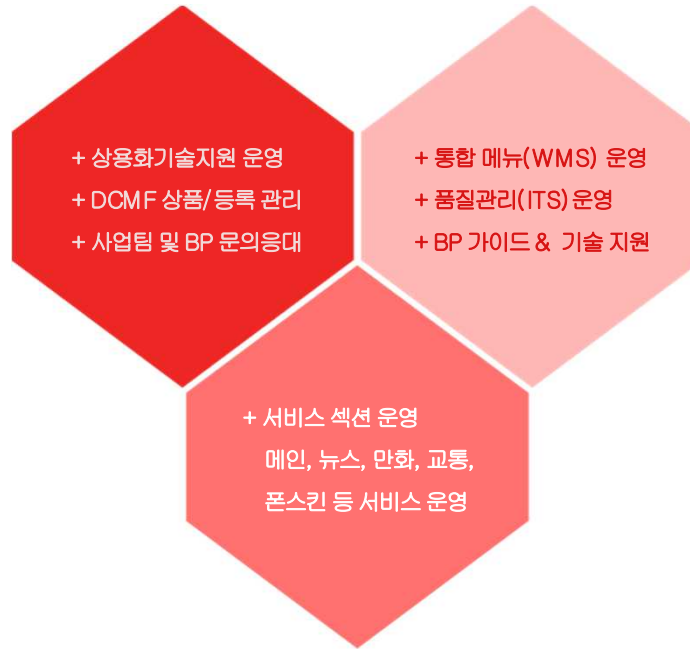 + 상용화기술지원 운영
+ DCMF 상품/등록 관리
+ 사업팀 및 BP 문의응대
+ 통합 메뉴(WMS) 운영
+ 품질관리(ITS) 운영
+ BP 가이드 & 기술 지원
+ 서비스 섹션 운영
메인, 뉴스, 만화, 교통,
폰스킨 등 서비스 운영